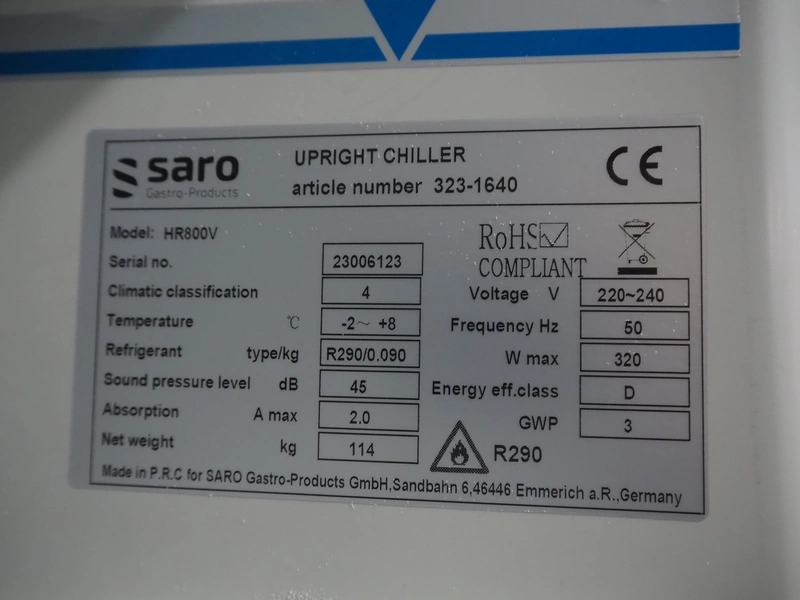 saro
Gastro-Products
UPRIGHT CHILLER
article number 323-1640
CE
Model: HR800V
Serial no. 23006123
Climatic classification 4
Temperature ℃ -2～ +8
Refrigerant type/kg R290/0.090
Sound pressure level dB 45
Absorption A max 2.0
Net weight kg 114
RoHS
COMPLIANT
Voltage V 220~240
Frequency Hz 50
W max 320
Energy eff.class D
GWP 3
R290
Made in P.R.C for SARO Gastro-Products GmbH,Sandbahn 6,46446 Emmerich a.R.,Germany